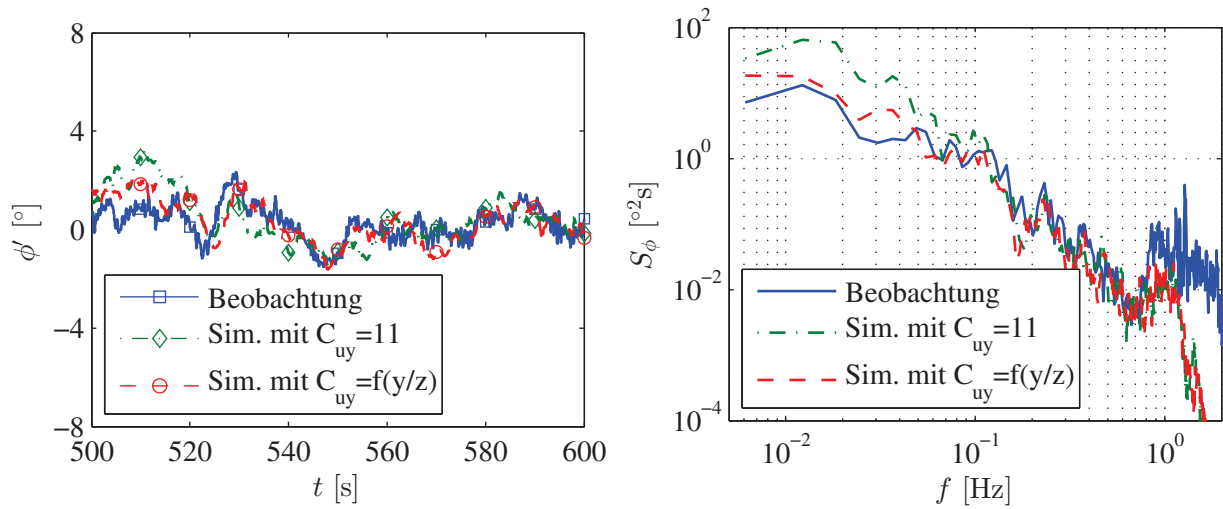 8
4
0
−4
−8
500 520 540 560 580 600
t [s]
ϕ′ [°]
Beobachtung
Sim. mit C_uy=11
Sim. mit C_uy=f(y/z)
10^2
10^0
10^−2
10^−4
10^−2 10^−1 10^0
f [Hz]
S_ϕ [°²s]
Beobachtung
Sim. mit C_uy=11
Sim. mit C_uy=f(y/z)